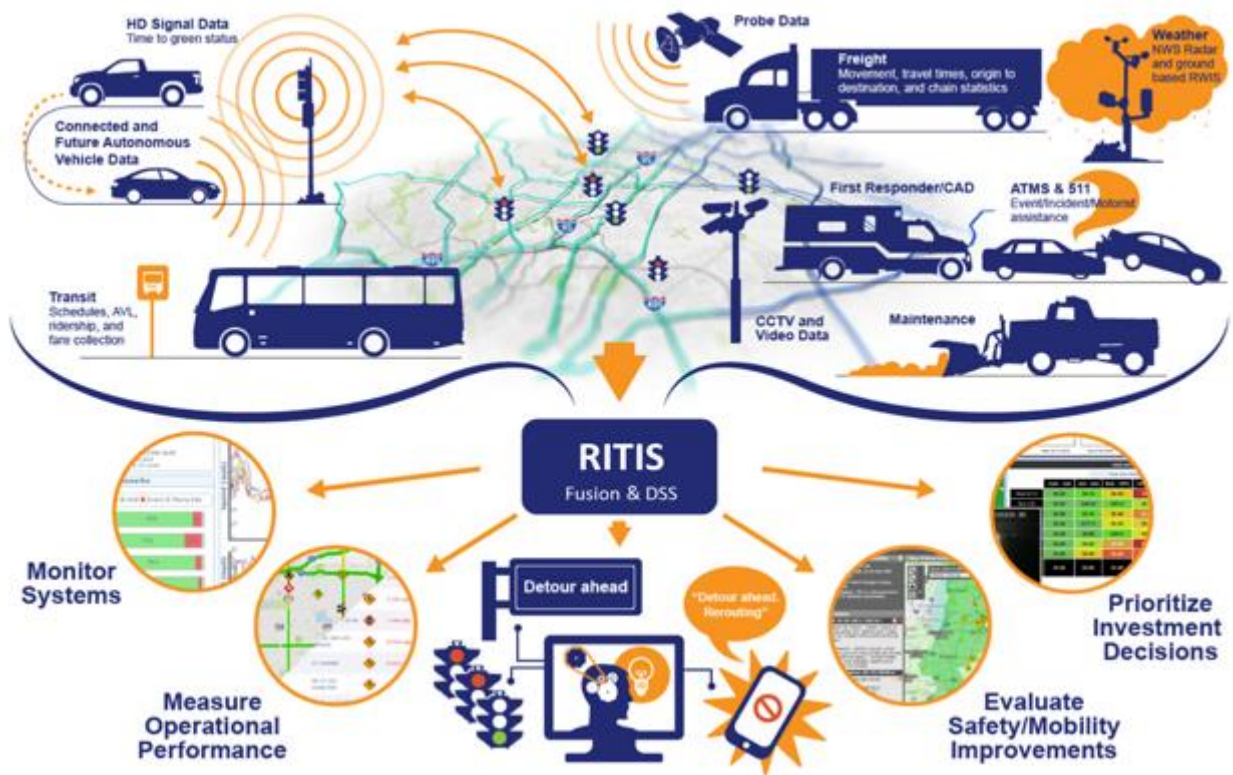 HD Signal Data
Time to green status
Probe Data
Freight
Movement, travel times, origin to
destination, and chain statistics
Weather
NWS Radar
and ground
based RWIS
Connected and
Future Autonomous
Vehicle Data
First Responder/CAD
ATMS & 511
Event/Incident/Motorist
assistance
Transit
Schedules, AVL,
ridership, and
fare collection
CCTV and
Video Data
Maintenance
RITIS
Fusion & DSS
Monitor
Systems
Detour ahead
"Detour ahead.
Rerouting"
Prioritize
Investment
Decisions
Measure
Operational
Performance
Evaluate
Safety/Mobility
Improvements